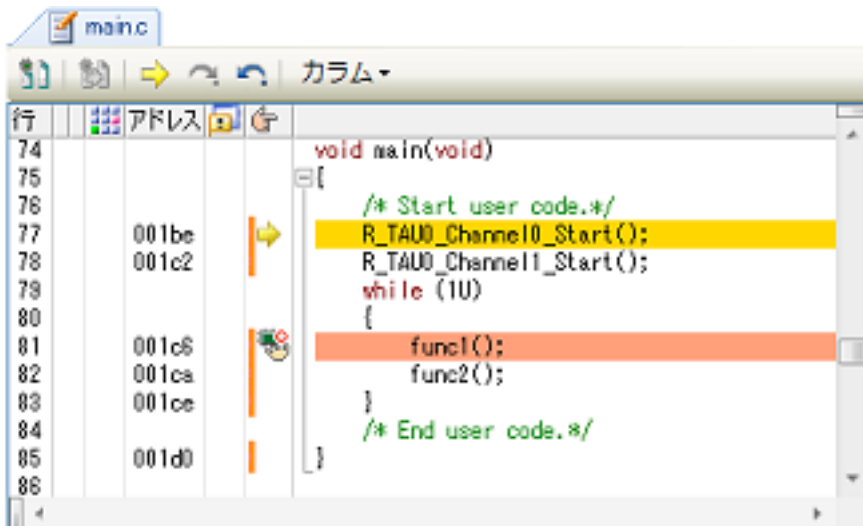 main.c
カラム
行 アドレス
74 void main(void)
75 {
76 /* Start user code.*/
77 001be R_TAU0_Channel0_Start();
78 001c2 R_TAU0_Channel1_Start();
79 while (1U)
80 {
81 001c6 func1();
82 001ca func2();
83 001ce }
84 /* End user code.*/
85 001d0 }
86